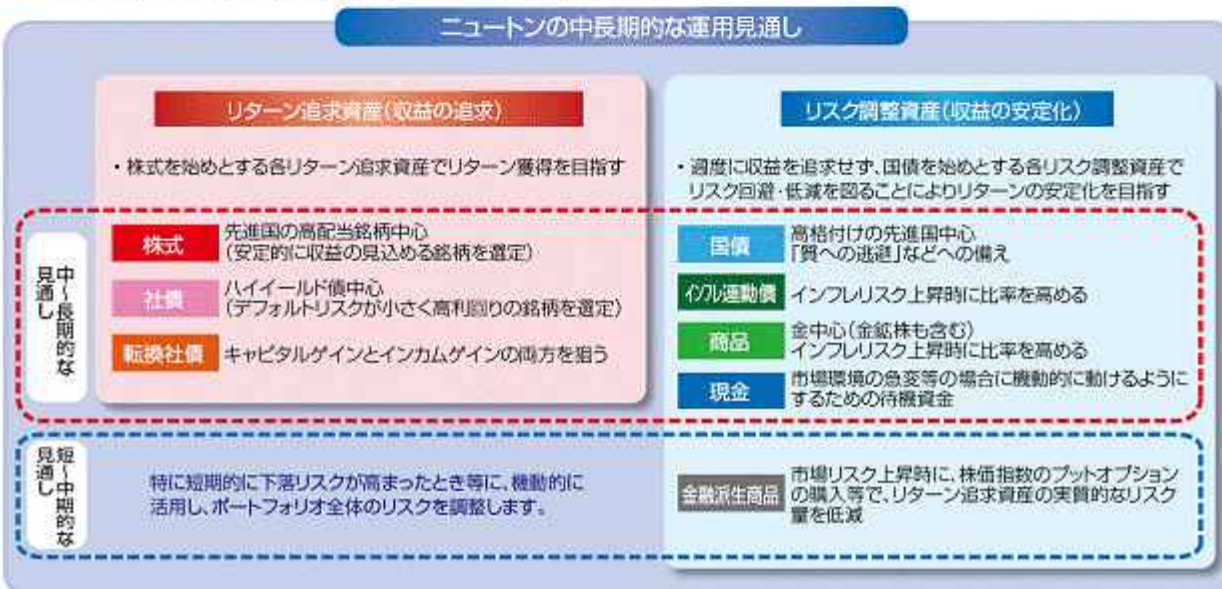 ニュートンの中長期的な運用見通し
リターン追求資産(収益の追求)
・株式を始めとする各リターン追求資産でリターン獲得を目指す
リスク調整資産(収益の安定化)
・過度に収益を追求せず、国債を始めとする各リスク調整資産で
リスク回避・低減を図ることによりリターンの安定化を目指す
中～長期的な
見通し
株式
先進国の高配当銘柄中心
(安定的に収益の見込める銘柄を選定)
社債
ハイイールド債中心
(デフォルトリスクが小さく高利回りの銘柄を選定)
転換社債
キャピタルゲインとインカムゲインの両方を狙う
国債
高格付けの先進国中心
「質への逃避」などへの備え
インフレ連動債
インフレリスク上昇時に比率を高める
商品
金中心(金鉱株も含む)
インフレリスク上昇時に比率を高める
現金
市場環境の急変等の場合に機動的に動けるように
するための待機資金
短～中期的な
見通し
特に短期的に下落リスクが高まったとき等に、機動的に
活用し、ポートフォリオ全体のリスクを調整します。
金融派生商品
市場リスク上昇時に、株価指数のプットオプション
の購入等で、リターン追求資産の実質的なリスク
量を低減